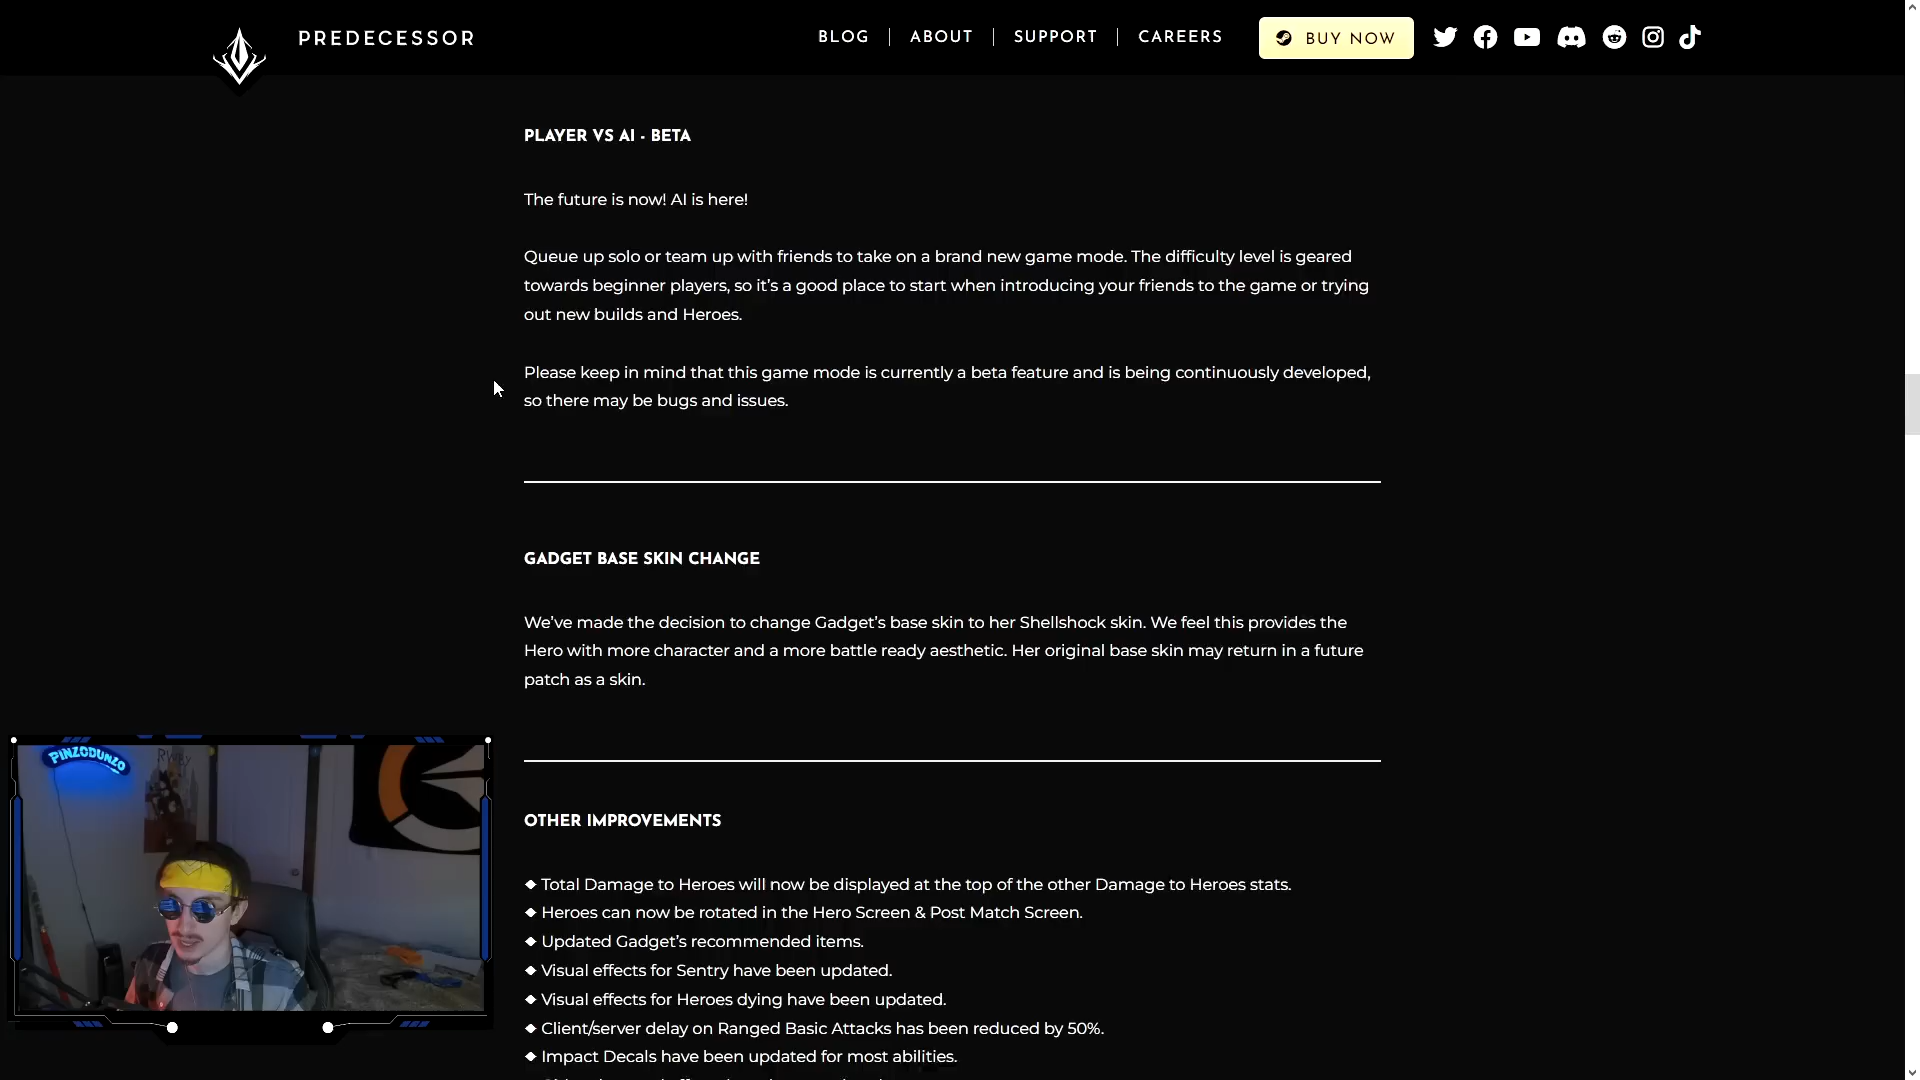 PREDECESSOR
BLOG
ABOUT
SUPPORT
CAREERS
BUY NOW
PLAYER VS AI - BETA
The future is now! AI is here!
Queue up solo or team up with friends to take on a brand new game mode. The difficulty level is geared
towards beginner players, so it's a good place to start when introducing your friends to the game or trying
out new builds and Heroes.
Please keep in mind that this game mode is currently a beta feature and is being continuously developed,
so there may be bugs and issues.
GADGET BASE SKIN CHANGE
We've made the decision to change Gadget's base skin to her Shellshock skin. We feel this provides the
Hero with more character and a more battle ready aesthetic. Her original base skin may return in a future
patch as a skin.
PINZODUNZO
RWBY
OTHER IMPROVEMENTS
◆ Total Damage to Heroes will now be displayed at the top of the other Damage to Heroes stats.
◆ Heroes can now be rotated in the Hero Screen & Post Match Screen.
◆ Updated Gadget's recommended items.
◆ Visual effects for Sentry have been updated.
◆ Visual effects for Heroes dying have been updated.
◆ Client/server delay on Ranged Basic Attacks has been reduced by 50%.
◆ Impact Decals have been updated for most abilities.